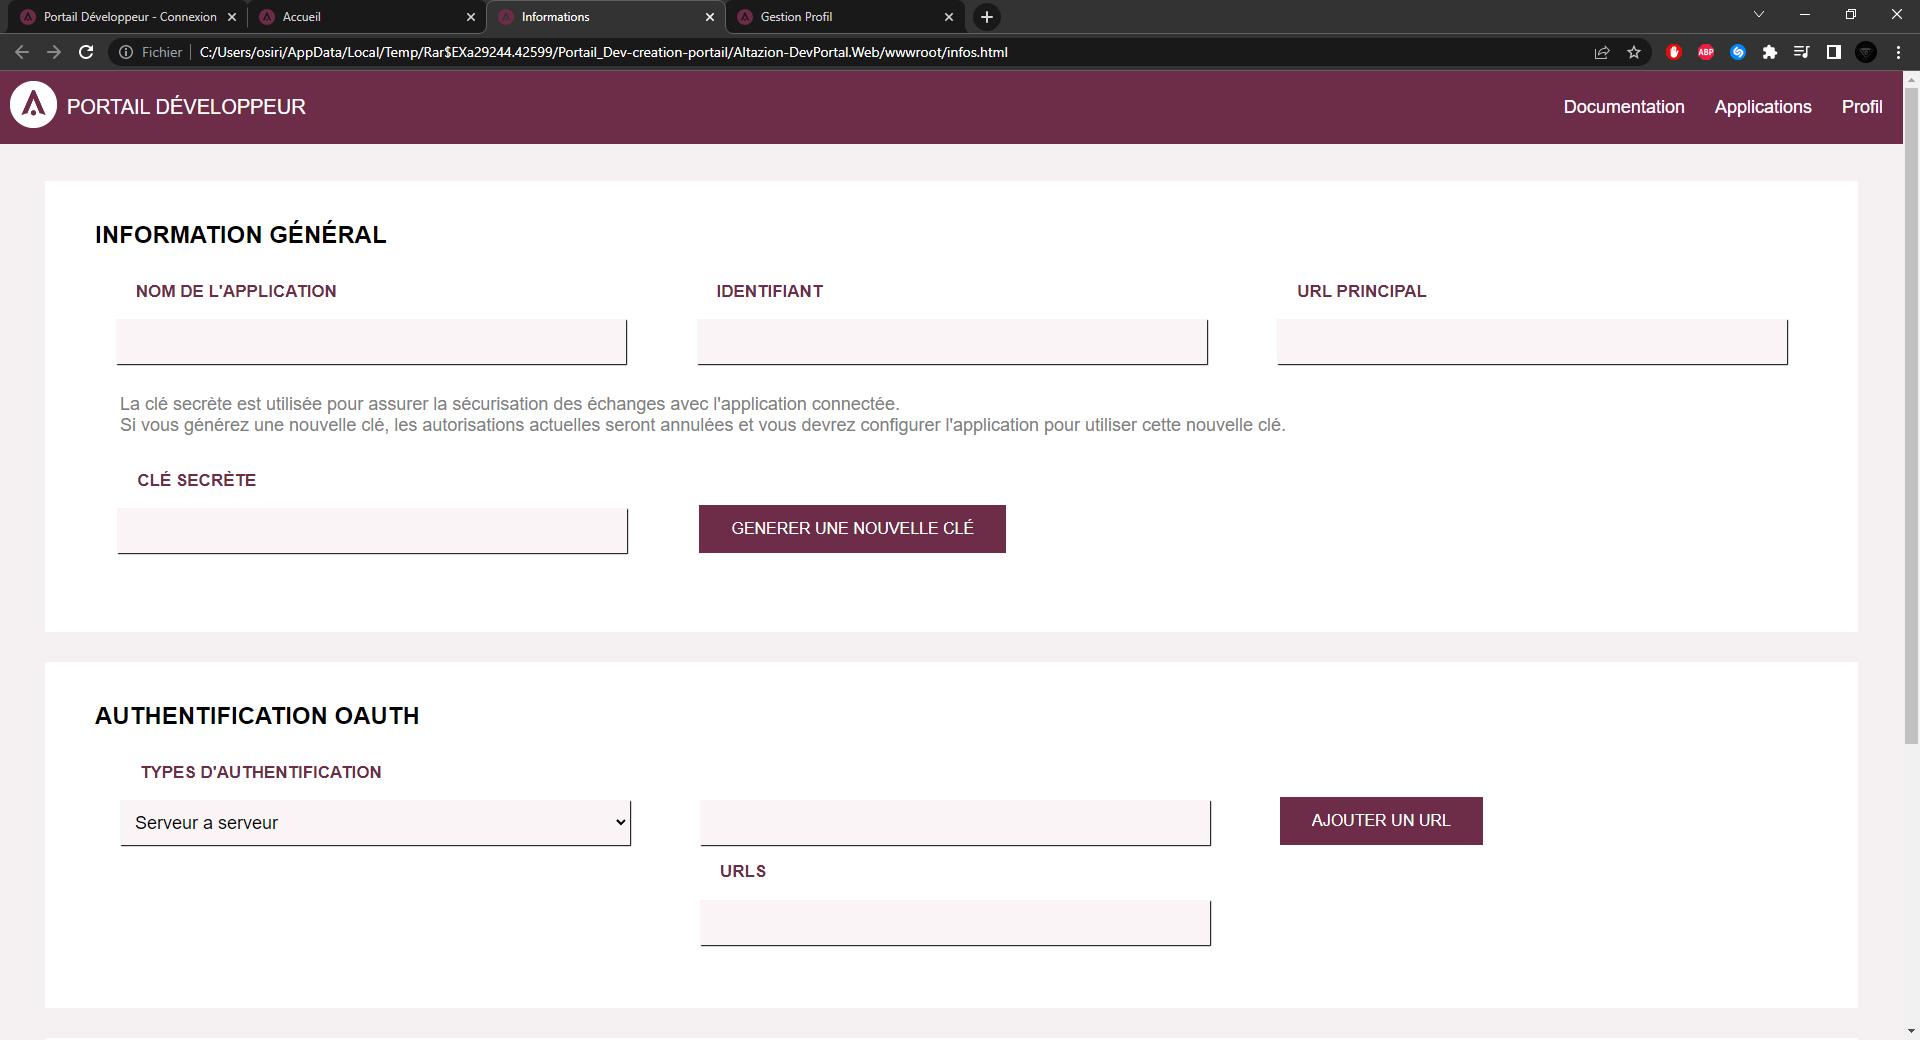 Portail Développeur - Connexion
Accueil
Informations
Gestion Profil
Fichier C:/Users/osiri/AppData/Local/Temp/Rar$EXa29244.42599/Portail_Dev-creation-portail/Altazion-DevPortal.Web/wwwroot/infos.html
ABP
PORTAIL DÉVELOPPEUR
Documentation
Applications
Profil
INFORMATION GÉNÉRAL
NOM DE L'APPLICATION
IDENTIFIANT
URL PRINCIPAL
La clé secrète est utilisée pour assurer la sécurisation des échanges avec l'application connectée.
Si vous générez une nouvelle clé, les autorisations actuelles seront annulées et vous devrez configurer l'application pour utiliser cette nouvelle clé.
CLÉ SECRÈTE
GENERER UNE NOUVELLE CLÉ
AUTHENTIFICATION OAUTH
TYPES D'AUTHENTIFICATION
Serveur a serveur
AJOUTER UN URL
URLS